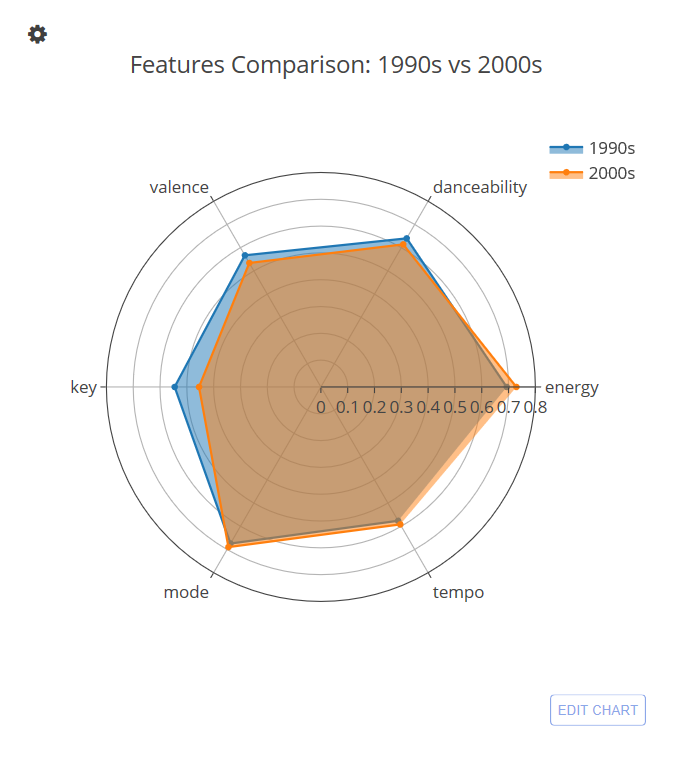 Features Comparison: 1990s vs 2000s
1990s
2000s
valence
danceability
key
energy
0 0.1 0.2 0.3 0.4 0.5 0.6 0.7 0.8
mode
tempo
EDIT CHART